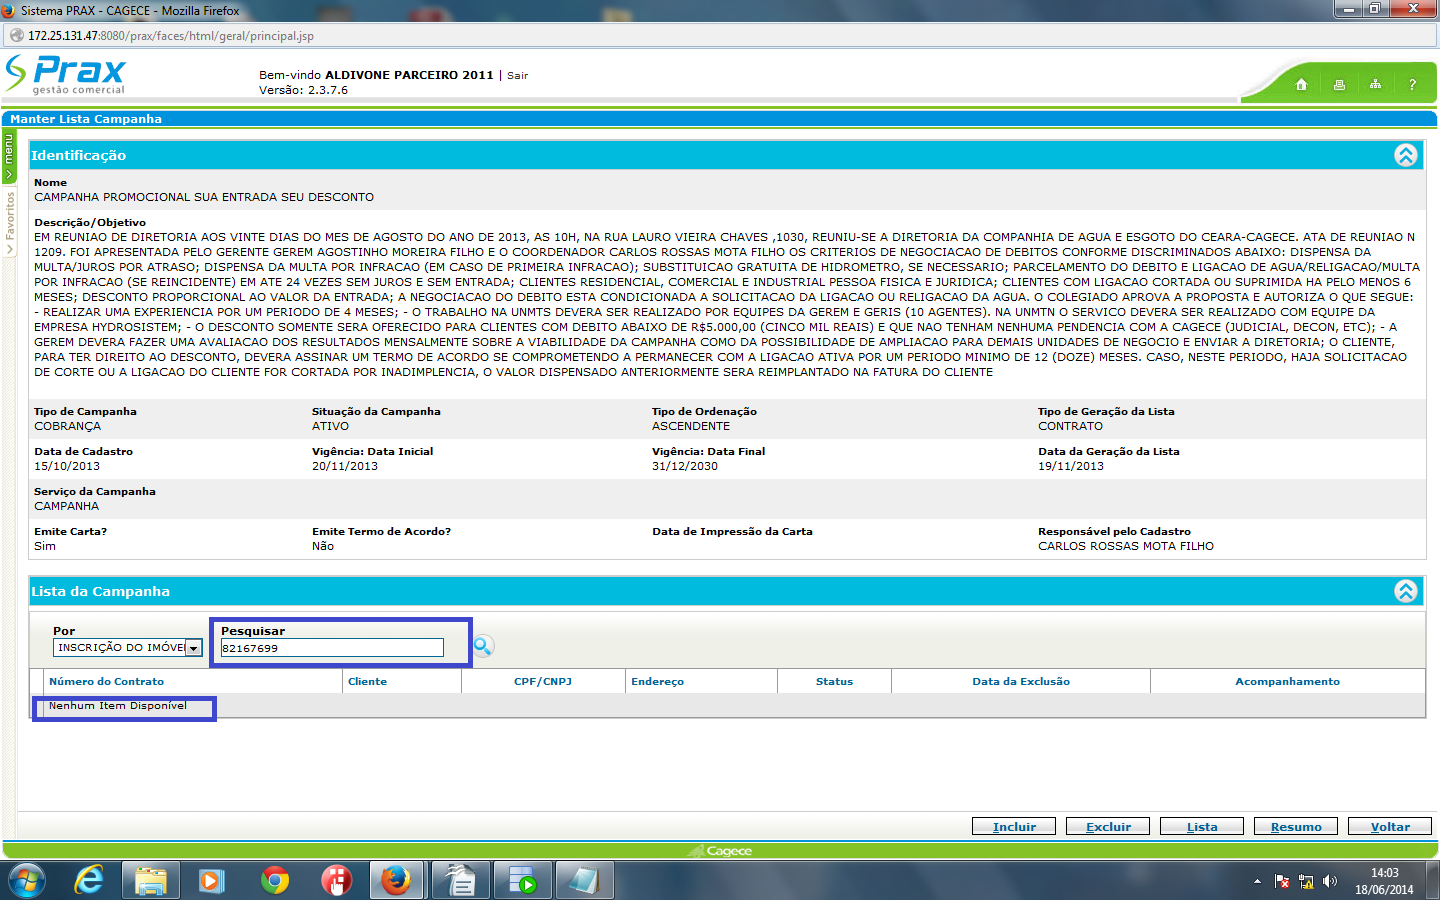 Sistema PRAX - CAGECE - Mozilla Firefox
172.25.131.47:8080/prax/faces/html/geral/principal.jsp
Prax
gestão comercial
Bem-vindo ALDIVONE PARCEIRO 2011 | Sair
Versão: 2.3.7.6
?
Manter Lista Campanha
menu
Favoritos
Identificação
Nome
CAMPANHA PROMOCIONAL SUA ENTRADA SEU DESCONTO
Descrição/Objetivo
EM REUNIAO DE DIRETORIA AOS VINTE DIAS DO MES DE AGOSTO DO ANO DE 2013, AS 10H, NA RUA LAURO VIEIRA CHAVES ,1030, REUNIU-SE A DIRETORIA DA COMPANHIA DE AGUA E ESGOTO DO CEARA-CAGECE. ATA DE REUNIAO N
1209. FOI APRESENTADA PELO GERENTE GEREM AGOSTINHO MOREIRA FILHO E O COORDENADOR CARLOS ROSSAS MOTA FILHO OS CRITERIOS DE NEGOCIACAO DE DEBITOS CONFORME DISCRIMINADOS ABAIXO: DISPENSA DA
MULTA/JUROS POR ATRASO; DISPENSA DA MULTA POR INFRACAO (EM CASO DE PRIMEIRA INFRACAO); SUBSTITUICAO GRATUITA DE HIDROMETRO, SE NECESSARIO; PARCELAMENTO DO DEBITO E LIGACAO DE AGUA/RELIGACAO/MULTA
POR INFRACAO (SE REINCIDENTE) EM ATE 24 VEZES SEM JUROS E SEM ENTRADA; CLIENTES RESIDENCIAL, COMERCIAL E INDUSTRIAL PESSOA FISICA E JURIDICA; CLIENTES COM LIGACAO CORTADA OU SUPRIMIDA HA PELO MENOS 6
MESES; DESCONTO PROPORCIONAL AO VALOR DA ENTRADA; A NEGOCIACAO DO DEBITO ESTA CONDICIONADA A SOLICITACAO DA LIGACAO OU RELIGACAO DA AGUA. O COLEGIADO APROVA A PROPOSTA E AUTORIZA O QUE SEGUE:
- REALIZAR UMA EXPERIENCIA POR UM PERIODO DE 4 MESES; - O TRABALHO NA UNMTS DEVERA SER REALIZADO POR EQUIPES DA GEREM E GERIS (10 AGENTES). NA UNMTN O SERVICO DEVERA SER REALIZADO COM EQUIPE DA
EMPRESA HYDROSISTEM; - O DESCONTO SOMENTE SERA OFERECIDO PARA CLIENTES COM DEBITO ABAIXO DE R$5.000,00 (CINCO MIL REAIS) E QUE NAO TENHAM NENHUMA PENDENCIA COM A CAGECE (JUDICIAL, DECON, ETC); - A
GEREM DEVERA FAZER UMA AVALIACAO DOS RESULTADOS MENSALMENTE SOBRE A VIABILIDADE DA CAMPANHA COMO DA POSSIBILIDADE DE AMPLIACAO PARA DEMAIS UNIDADES DE NEGOCIO E ENVIAR A DIRETORIA; O CLIENTE,
PARA TER DIREITO AO DESCONTO, DEVERA ASSINAR UM TERMO DE ACORDO SE COMPROMETENDO A PERMANECER COM A LIGACAO ATIVA POR UM PERIODO MINIMO DE 12 (DOZE) MESES. CASO, NESTE PERIODO, HAJA SOLICITACAO
DE CORTE OU A LIGACAO DO CLIENTE FOR CORTADA POR INADIMPLENCIA, O VALOR DISPENSADO ANTERIORMENTE SERA REIMPLANTADO NA FATURA DO CLIENTE
Tipo de Campanha Situação da Campanha Tipo de Ordenação Tipo de Geração da Lista
COBRANÇA ATIVO ASCENDENTE CONTRATO
Data de Cadastro Vigência: Data Inicial Vigência: Data Final Data da Geração da Lista
15/10/2013 20/11/2013 31/12/2030 19/11/2013
Serviço da Campanha
CAMPANHA
Emite Carta? Emite Termo de Acordo? Data de Impressão da Carta Responsável pelo Cadastro
Sim Não CARLOS ROSSAS MOTA FILHO
Lista da Campanha
Por Pesquisar
INSCRIÇÃO DO IMÓVE 82167699
Número do Contrato Cliente CPF/CNPJ Endereço Status Data da Exclusão Acompanhamento
Nenhum Item Disponível
Incluir Excluir Lista Resumo Voltar
Cagece
14:03
18/06/2014